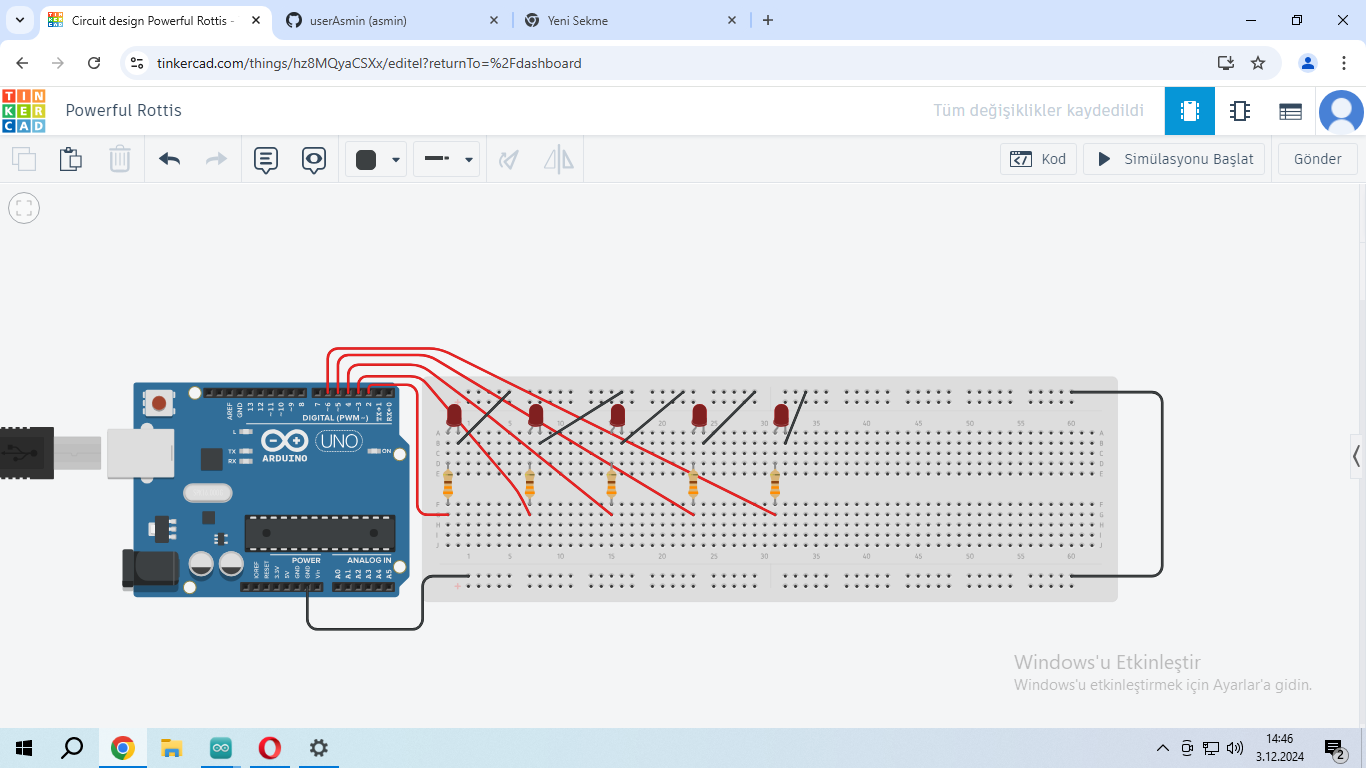 Circuit design Powerful Rottis -
userAsmin (asmin)
Yeni Sekme
tinkercad.com/things/hz8MQyaCSXx/editel?returnTo=%2Fdashboard
TIN
KER
CAD
Powerful Rottis
Tüm değişiklikler kaydedildi
Kod
Simülasyonu Başlat
Gönder
AREF GND 13 12 ~11 ~10 ~9 8 7 ~6 ~5 4 ~3 2 TX→1 RX←0
DIGITAL (PWM~)
L
TX
RX
UNO
ON
ARDUINO
POWER
ANALOG IN
IOREF RESET 3.3V 5V GND GND Vin A0 A1 A2 A3 A4 A5
1 5 10 15 20 25 30 35 40 45 50 55 60
A
B
C
D
E
F
G
H
I
J
1 5 10 15 20 25 30 35 40 45 50 55 60
Windows'u Etkinleştir
Windows'u etkinleştirmek için Ayarlar'a gidin.
14:46
3.12.2024
2